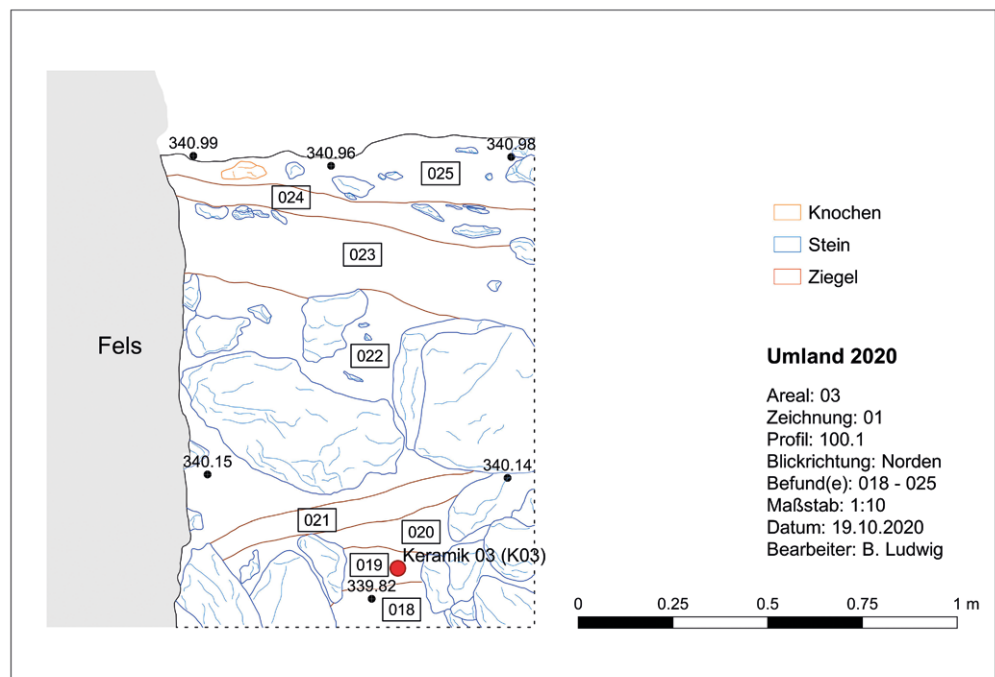 340.99
340.96
340.98
025
024
023
Fels
022
340.15
340.14
021
020
Keramik 03 (K03)
019
339.82
018
Knochen
Stein
Ziegel
Umland 2020
Areal: 03
Zeichnung: 01
Profil: 100.1
Blickrichtung: Norden
Befund(e): 018 - 025
Maßstab: 1:10
Datum: 19.10.2020
Bearbeiter: B. Ludwig
0 0.25 0.5 0.75 1 m